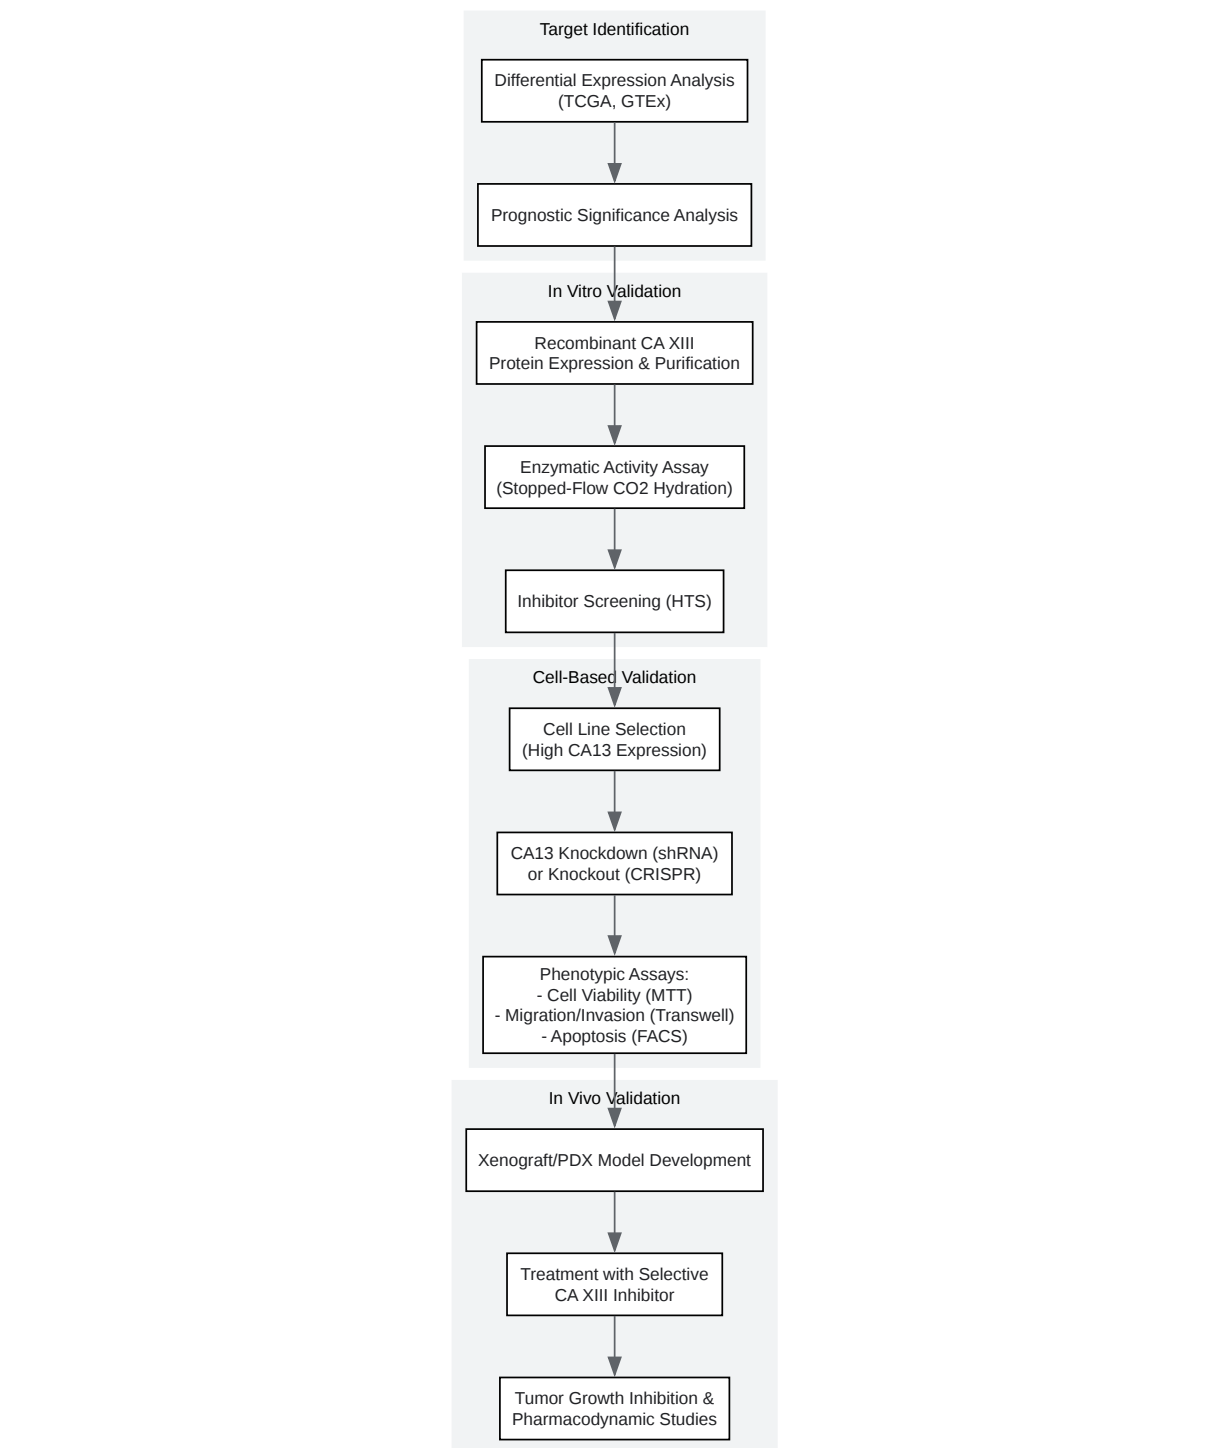 Target Identification
Differential Expression Analysis
(TCGA, GTEx)
Prognostic Significance Analysis
In Vitro Validation
Recombinant CA XIII
Protein Expression & Purification
Enzymatic Activity Assay
(Stopped-Flow CO2 Hydration)
Inhibitor Screening (HTS)
Cell-Based Validation
Cell Line Selection
(High CA13 Expression)
CA13 Knockdown (shRNA)
or Knockout (CRISPR)
Phenotypic Assays:
- Cell Viability (MTT)
- Migration/Invasion (Transwell)
- Apoptosis (FACS)
In Vivo Validation
Xenograft/PDX Model Development
Treatment with Selective
CA XIII Inhibitor
Tumor Growth Inhibition &
Pharmacodynamic Studies